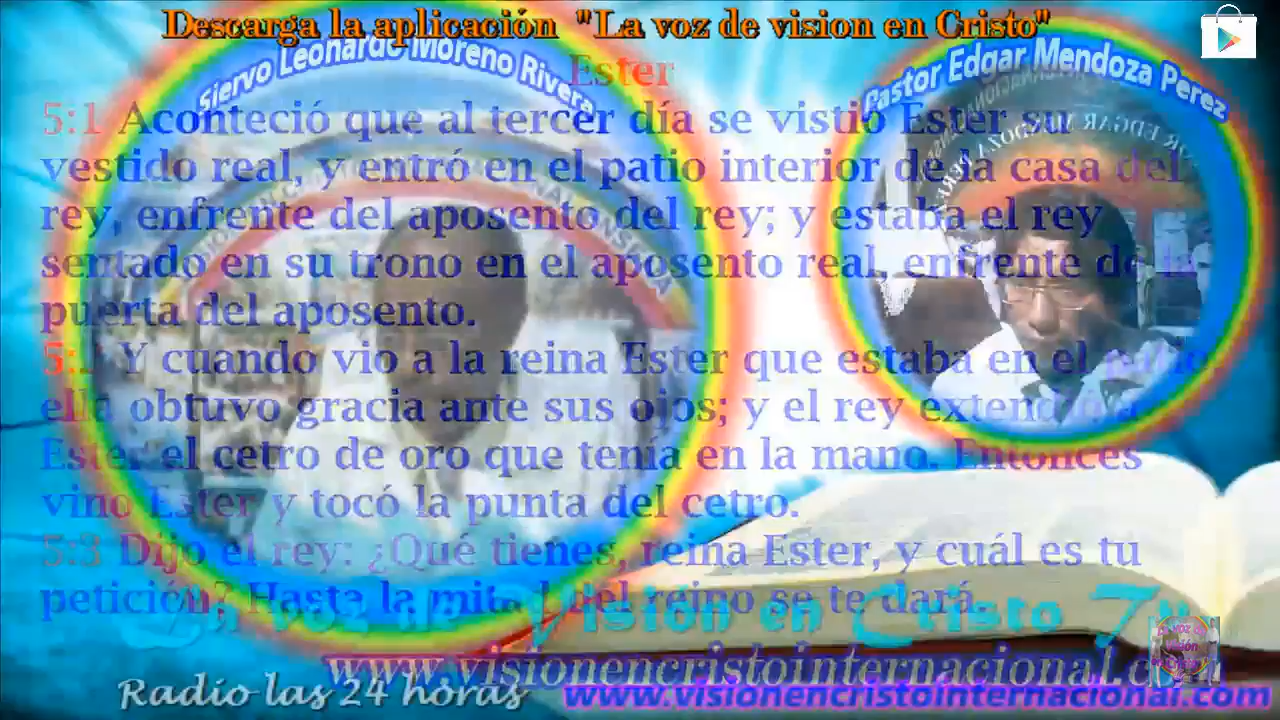 Descarga la aplicación "La voz de vision en Cristo"
Siervo Leonardo Moreno Rivera
Pastor Edgar Mendoza Perez
Ester
5:1 Aconteció que al tercer día se vistió Ester su
vestido real, y entró en el patio interior de la casa del
rey, enfrente del aposento del rey; y estaba el rey
sentado en su trono en el aposento real, enfrente de la
puerta del aposento.
Y cuando vio a la reina Ester que estaba en el patio
ella obtuvo gracia ante sus ojos; y el rey extendió a
Ester el cetro de oro que tenía en la mano. Entonces
vino Ester y tocó la punta del cetro.
5:3 Dijo el rey: ¿Qué tienes, reina Ester, y cuál es tu
petición? Hasta la mitad del reino se te dará.
La voz de Vision en Cristo
www.visionencristointernacional.c
Radio las 24 horas
www.visionencristointernacional.com